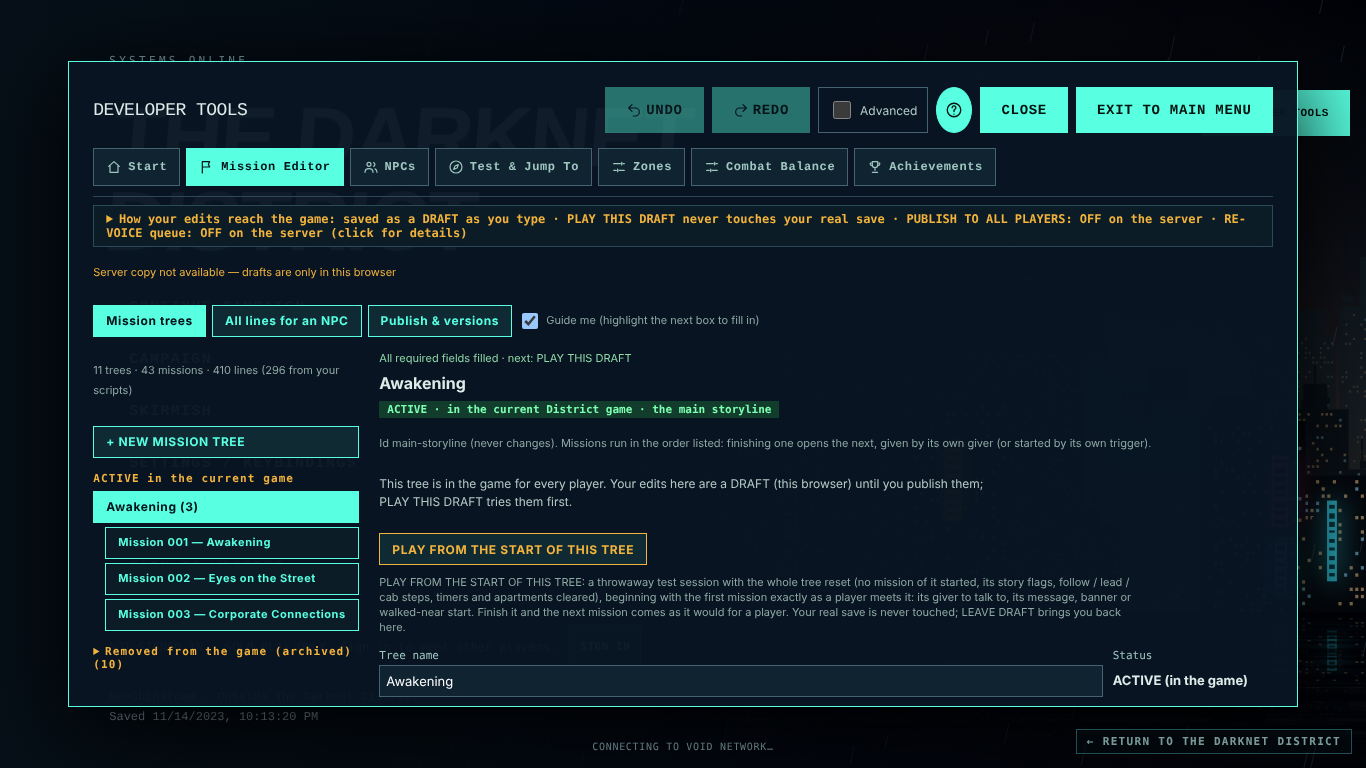 SYSTEMS ONLINE
THE DARKNET
DISTRICT
DEVELOPER TOOLS
UNDO
REDO
Advanced
CLOSE
EXIT TO MAIN MENU
TOOLS
Start
Mission Editor
NPCs
Test & Jump To
Zones
Combat Balance
Achievements
How your edits reach the game: saved as a DRAFT as you type · PLAY THIS DRAFT never touches your real save · PUBLISH TO ALL PLAYERS: OFF on the server · RE-
VOICE queue: OFF on the server (click for details)
Server copy not available — drafts are only in this browser
Mission trees
All lines for an NPC
Publish & versions
Guide me (highlight the next box to fill in)
11 trees · 43 missions · 410 lines (296 from your
scripts)
CAMPAIGN
SKIRMISH
+ NEW MISSION TREE
SETTINGS / KEYBINDINGS
ACTIVE in the current game
Awakening (3)
Mission 001 — Awakening
Mission 002 — Eyes on the Street
Mission 003 — Corporate Connections
Removed from the game (archived)
(10)
All required fields filled · next: PLAY THIS DRAFT
Awakening
ACTIVE · in the current District game · the main storyline
Id main-storyline (never changes). Missions run in the order listed: finishing one opens the next, given by its own giver (or started by its own trigger).
This tree is in the game for every player. Your edits here are a DRAFT (this browser) until you publish them;
PLAY THIS DRAFT tries them first.
PLAY FROM THE START OF THIS TREE
PLAY FROM THE START OF THIS TREE: a throwaway test session with the whole tree reset (no mission of it started, its story flags, follow / lead /
cab steps, timers and apartments cleared), beginning with the first mission exactly as a player meets it: its giver to talk to, its message, banner or
walked-near start. Finish it and the next mission comes as it would for a player. Your real save is never touched; LEAVE DRAFT brings you back
here.
SIGN IN
Tree name
Status
Awakening
ACTIVE (in the game)
Saved 11/14/2023, 10:13:20 PM
CONNECTING TO VOID NETWORK…
← RETURN TO THE DARKNET DISTRICT